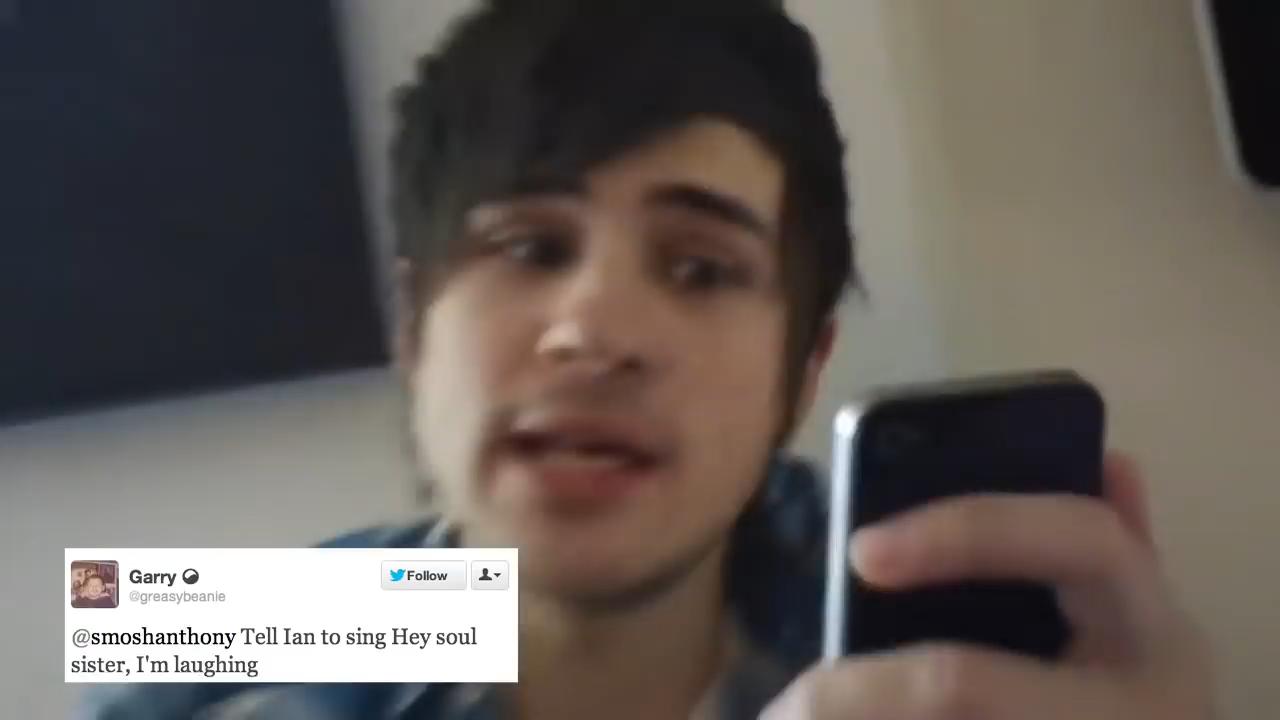 Garry
Follow
@greasybeanie
@smoshanthony Tell Ian to sing Hey soul
sister, I'm laughing